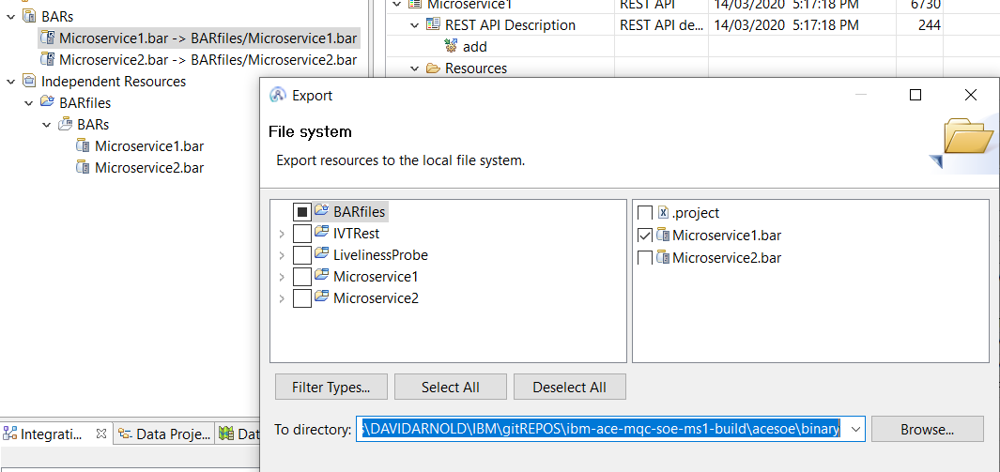 BARs
Microservice1.bar -> BARfiles/Microservice1.bar
Microservice2.bar -> BARfiles/Microservice2.bar
Independent Resources
BARfiles
BARs
Microservice1.bar
Microservice2.bar
Microservice1 REST API 14/03/2020 5:17:18 PM 6730
REST API Description REST API de... 14/03/2020 5:17:18 PM 244
add
Resources
Export
File system
Export resources to the local file system.
BARfiles
IVTRest
LivelinessProbe
Microservice1
Microservice2
.project
Microservice1.bar
Microservice2.bar
Filter Types... Select All Deselect All
To directory: \DAVIDARNOLD\IBM\gitREPOS\ibm-ace-mqc-soe-ms1-build\acesoe\binary Browse...
Integrati... Data Proje... Dat